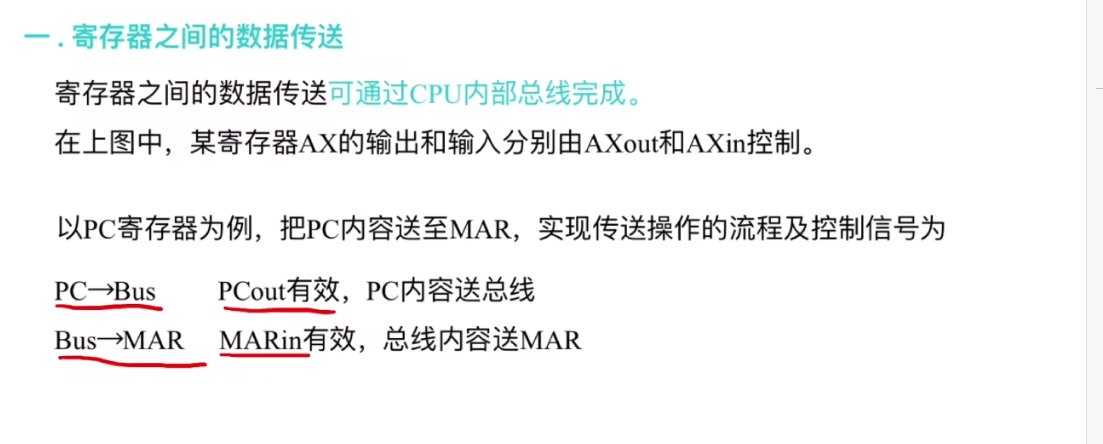 一 . 寄存器之间的数据传送
寄存器之间的数据传送可通过CPU内部总线完成。
在上图中，某寄存器AX的输出和输入分别由AXout和AXin控制。
以PC寄存器为例，把PC内容送至MAR，实现传送操作的流程及控制信号为
PC→Bus PCout有效，PC内容送总线
Bus→MAR MARin有效，总线内容送MAR